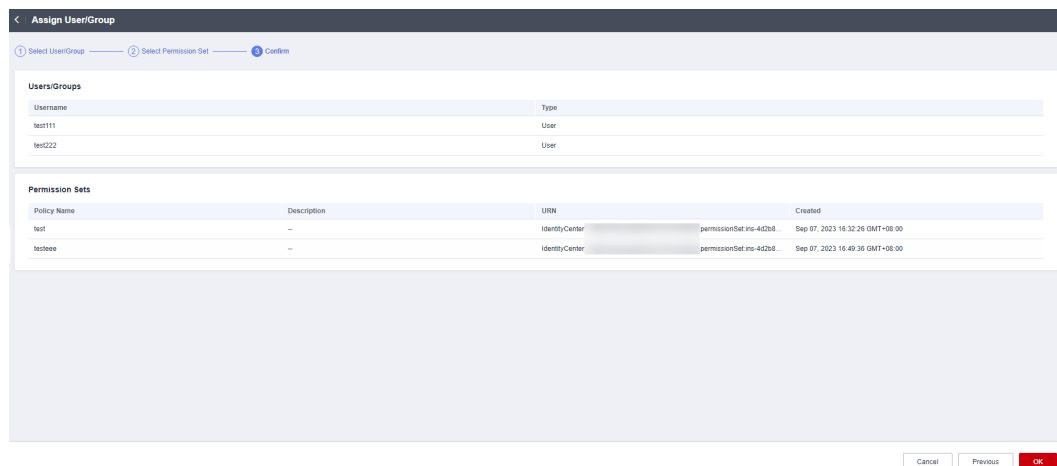 < Assign User/Group
1 Select User/Group 2 Select Permission Set 3 Confirm
Users/Groups
Username Type
test111 User
test222 User
Permission Sets
Policy Name Description URN Created
test -- IdentityCenter permissionSet:ins-4d2b8... Sep 07, 2023 16:32:26 GMT+08:00
testeee -- IdentityCenter permissionSet:ins-4d2b8... Sep 07, 2023 16:49:36 GMT+08:00
Cancel Previous OK